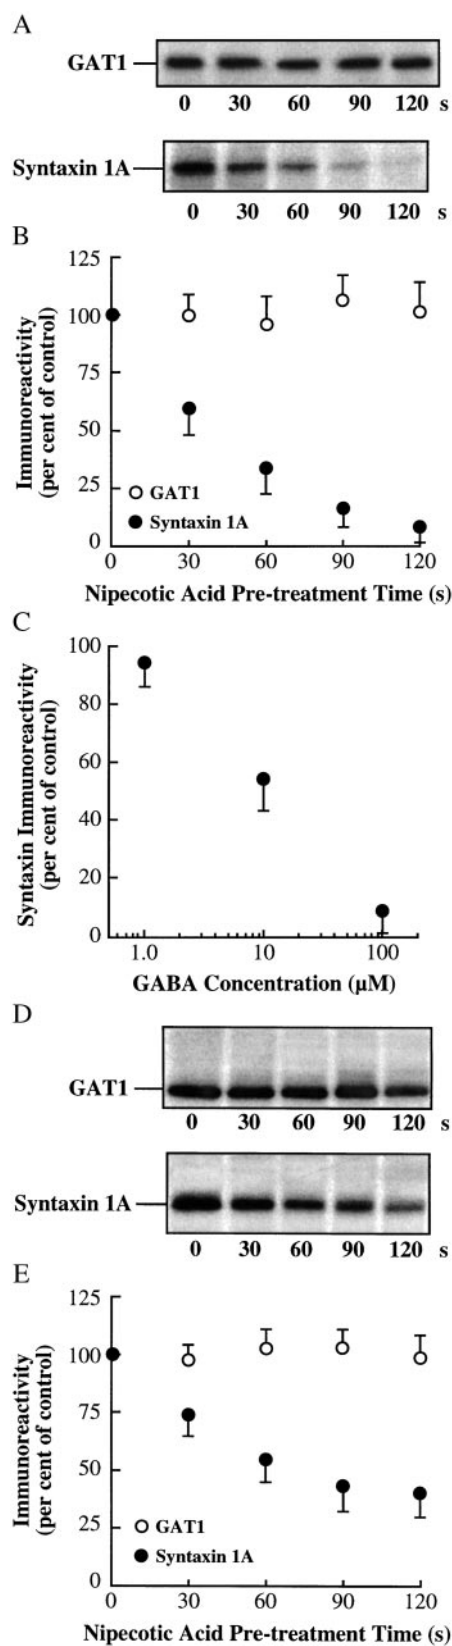 A
GAT1
0 30 60 90 120 s
Syntaxin 1A
0 30 60 90 120 s
B
Immunoreactivity
(per cent of control)
125
100
75
50
25
0
GAT1
Syntaxin 1A
0 30 60 90 120
Nipecotic Acid Pre-treatment Time (s)
C
Syntaxin Immunoreactivity
(per cent of control)
100
80
60
40
20
0
1.0 10 100
GABA Concentration (µM)
D
GAT1
0 30 60 90 120 s
Syntaxin 1A
0 30 60 90 120 s
E
Immunoreactivity
(per cent of control)
125
100
75
50
25
0
GAT1
Syntaxin 1A
0 30 60 90 120
Nipecotic Acid Pre-treatment Time (s)